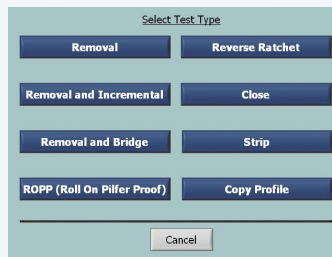 Select Test Type
Removal
Reverse Ratchet
Removal and Incremental
Close
Removal and Bridge
Strip
ROPP (Roll On Pilfer Proof)
Copy Profile
Cancel